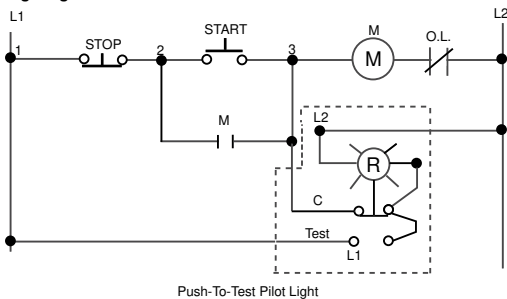 L1
L2
1
STOP
2
START
3
M
M
O.L.
M
L2
R
C
Test
L1
Push-To-Test Pilot Light